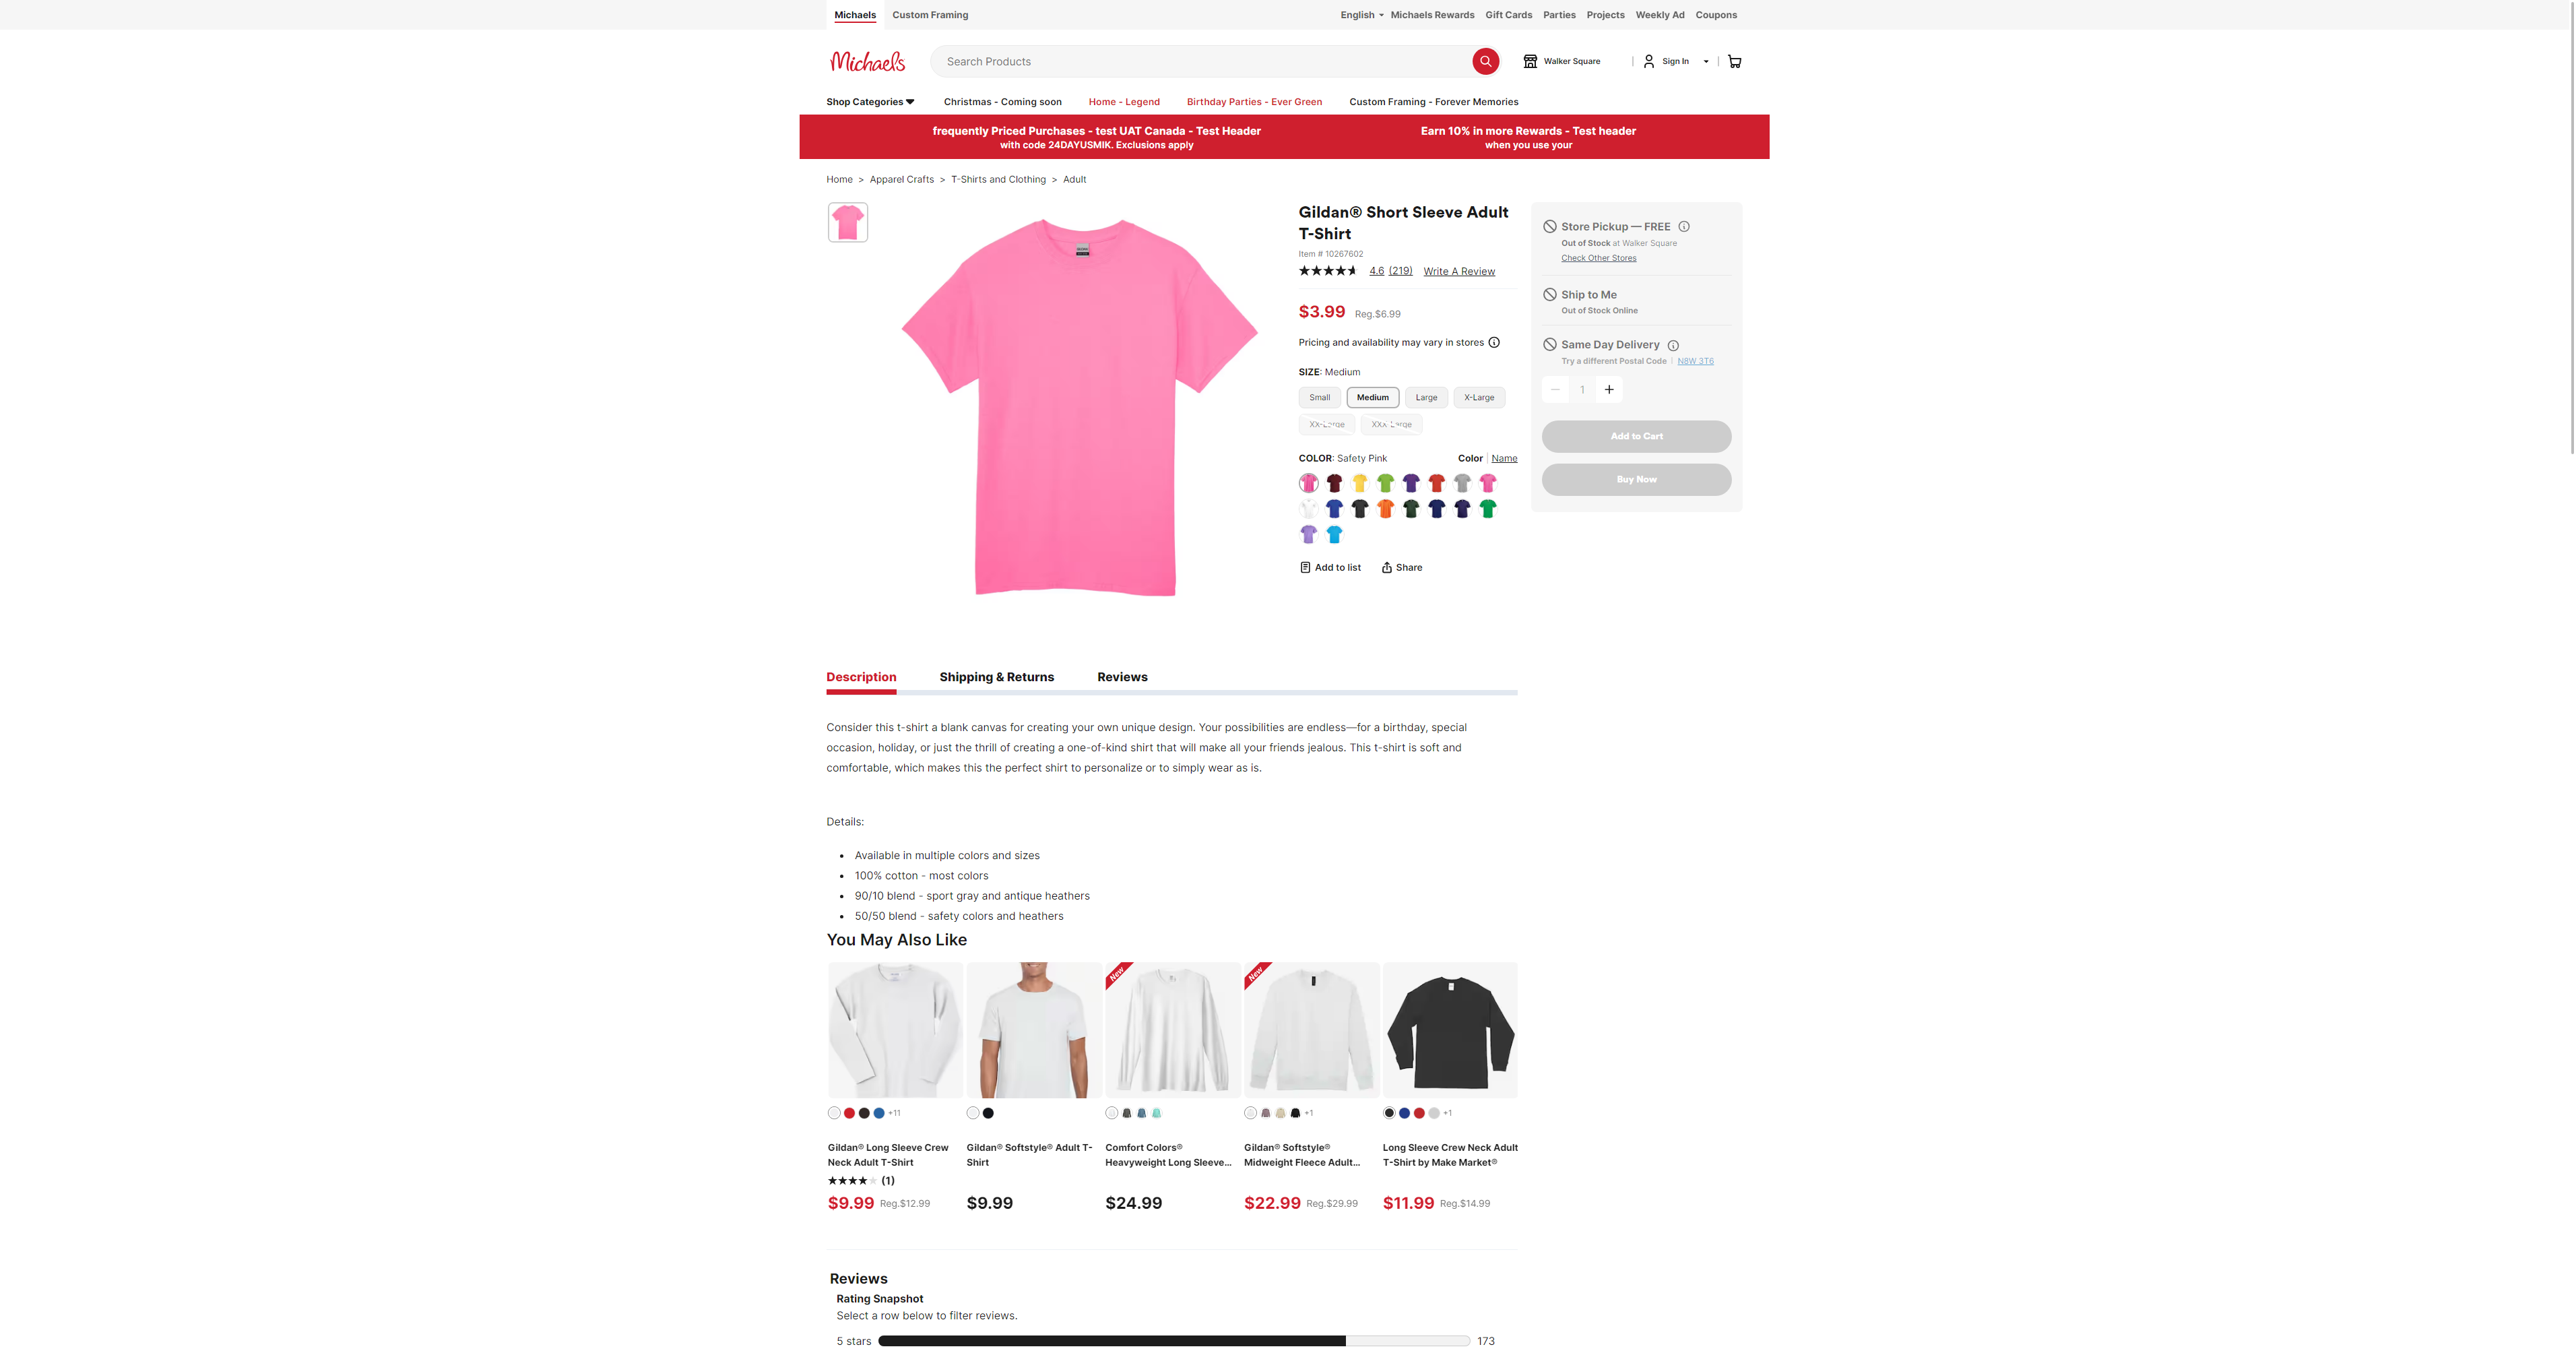 Michaels
Custom Framing
English
Michaels Rewards
Gift Cards
Parties
Projects
Weekly Ad
Coupons
Michaels
Search Products
Walker Square
Sign In
Shop Categories
Christmas - Coming soon
Home - Legend
Birthday Parties - Ever Green
Custom Framing - Forever Memories
frequently Priced Purchases - test UAT Canada - Test Header
with code 24DAYUSMIK. Exclusions apply
Earn 10% in more Rewards - Test header
when you use your
Home > Apparel Crafts > T-Shirts and Clothing > Adult
Gildan® Short Sleeve Adult
T-Shirt
Item # 10267602
4.6 (219) Write A Review
$3.99 Reg.$6.99
Pricing and availability may vary in stores
SIZE: Medium
Small
Medium
Large
X-Large
XX-Large
XXX-Large
COLOR: Safety Pink
Color | Name
Add to list
Share
Store Pickup — FREE
Out of Stock at Walker Square
Check Other Stores
Ship to Me
Out of Stock Online
Same Day Delivery
Try a different Postal Code | N8W 3T6
1
Add to Cart
Buy Now
Description
Shipping & Returns
Reviews
Consider this t-shirt a blank canvas for creating your own unique design. Your possibilities are endless—for a birthday, special
occasion, holiday, or just the thrill of creating a one-of-kind shirt that will make all your friends jealous. This t-shirt is soft and
comfortable, which makes this the perfect shirt to personalize or to simply wear as is.
Details:
• Available in multiple colors and sizes
• 100% cotton - most colors
• 90/10 blend - sport gray and antique heathers
• 50/50 blend - safety colors and heathers
You May Also Like
New
New
+11
+1
+1
Gildan® Long Sleeve Crew
Neck Adult T-Shirt
(1)
$9.99 Reg.$12.99
Gildan® Softstyle® Adult T-
Shirt
$9.99
Comfort Colors®
Heavyweight Long Sleeve...
$24.99
Gildan® Softstyle®
Midweight Fleece Adult...
$22.99 Reg.$29.99
Long Sleeve Crew Neck Adult
T-Shirt by Make Market®
$11.99 Reg.$14.99
Reviews
Rating Snapshot
Select a row below to filter reviews.
5 stars 173